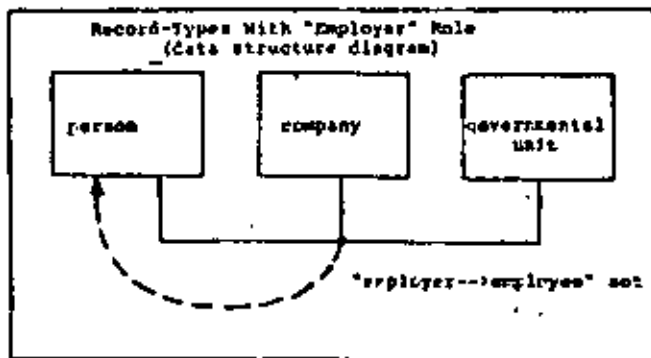 Record-Types With "Employer" Role
(data structure diagram)
person
company
governmental
unit
"employer-->employee" set